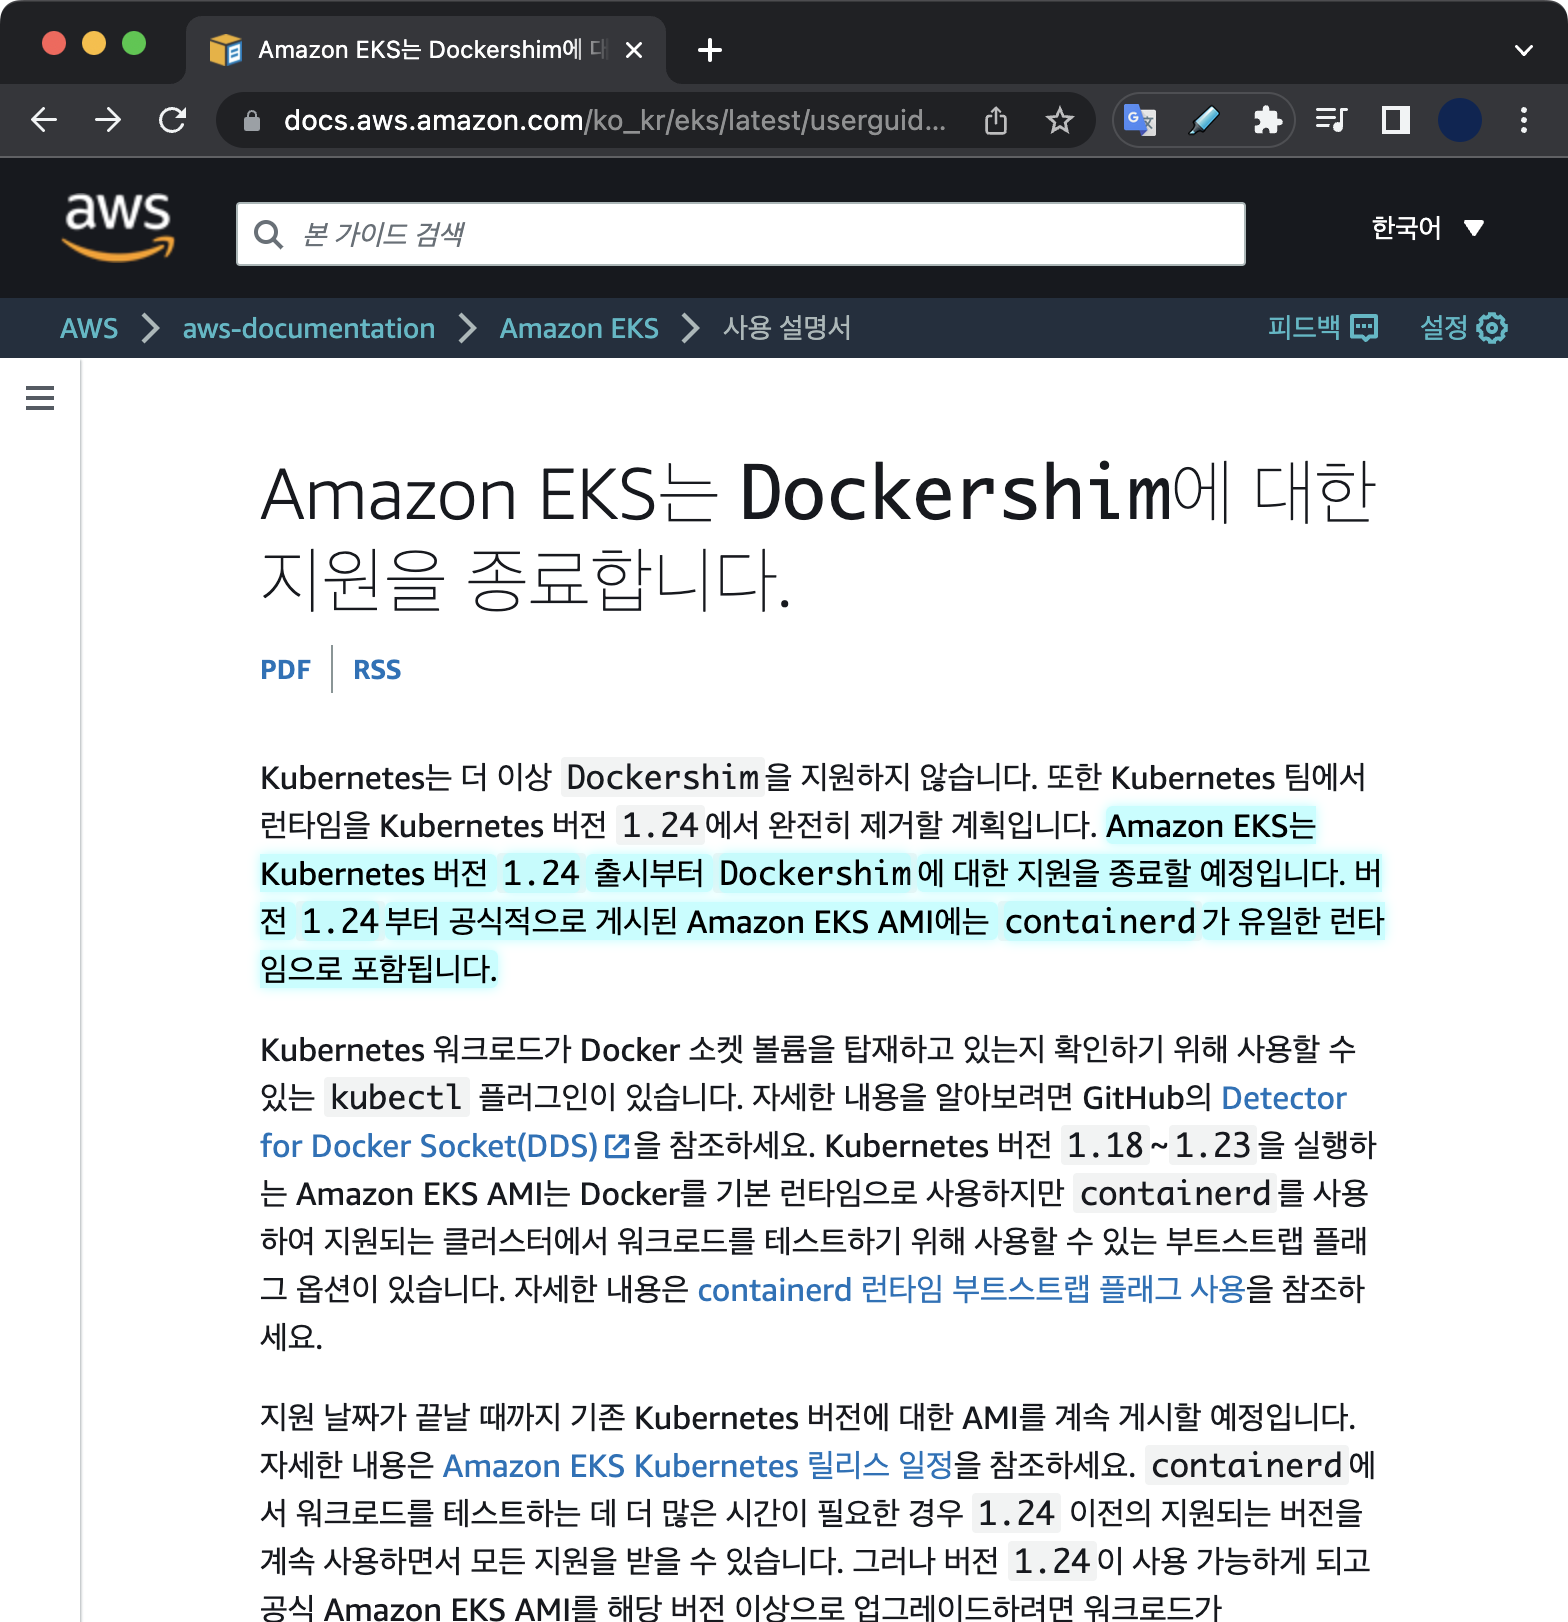 Amazon EKS는 Dockershim에 대
docs.aws.amazon.com/ko_kr/eks/latest/userguid...
aws
본 가이드 검색
한국어
AWS
aws-documentation
Amazon EKS
사용 설명서
피드백
설정
Amazon EKS는 Dockershim에 대한
지원을 종료합니다.
PDF
RSS
Kubernetes는 더 이상 Dockershim을 지원하지 않습니다. 또한 Kubernetes 팀에서
런타임을 Kubernetes 버전 1.24에서 완전히 제거할 계획입니다. Amazon EKS는
Kubernetes 버전 1.24 출시부터 Dockershim에 대한 지원을 종료할 예정입니다. 버
전 1.24부터 공식적으로 게시된 Amazon EKS AMI에는 containerd가 유일한 런타
임으로 포함됩니다.
Kubernetes 워크로드가 Docker 소켓 볼륨을 탑재하고 있는지 확인하기 위해 사용할 수
있는 kubectl 플러그인이 있습니다. 자세한 내용을 알아보려면 GitHub의 Detector
for Docker Socket(DDS)을 참조하세요. Kubernetes 버전 1.18~1.23을 실행하
는 Amazon EKS AMI는 Docker를 기본 런타임으로 사용하지만 containerd를 사용
하여 지원되는 클러스터에서 워크로드를 테스트하기 위해 사용할 수 있는 부트스트랩 플래
그 옵션이 있습니다. 자세한 내용은 containerd 런타임 부트스트랩 플래그 사용을 참조하
세요.
지원 날짜가 끝날 때까지 기존 Kubernetes 버전에 대한 AMI를 계속 게시할 예정입니다.
자세한 내용은 Amazon EKS Kubernetes 릴리스 일정을 참조하세요. containerd에
서 워크로드를 테스트하는 데 더 많은 시간이 필요한 경우 1.24 이전의 지원되는 버전을
계속 사용하면서 모든 지원을 받을 수 있습니다. 그러나 버전 1.24이 사용 가능하게 되고
공식 Amazon EKS AMI를 해당 버전 이상으로 업그레이드하려면 워크로드가